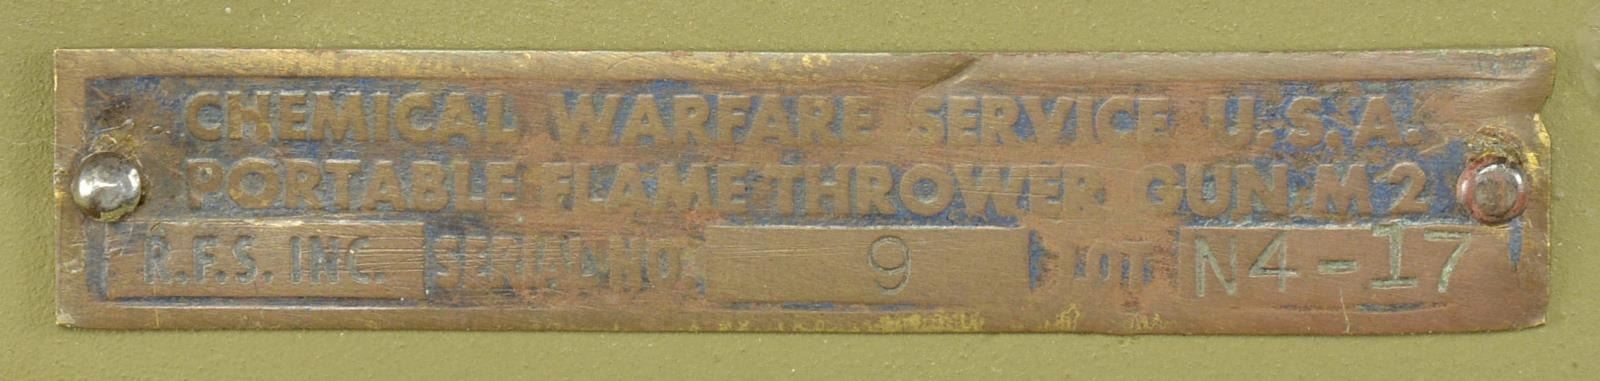 CHEMICAL WARFARE SERVICE U.S.A.
PORTABLE FLAME THROWER GUN M2
R.F.S. INC. SERIAL NO. 9 LOT N4-17